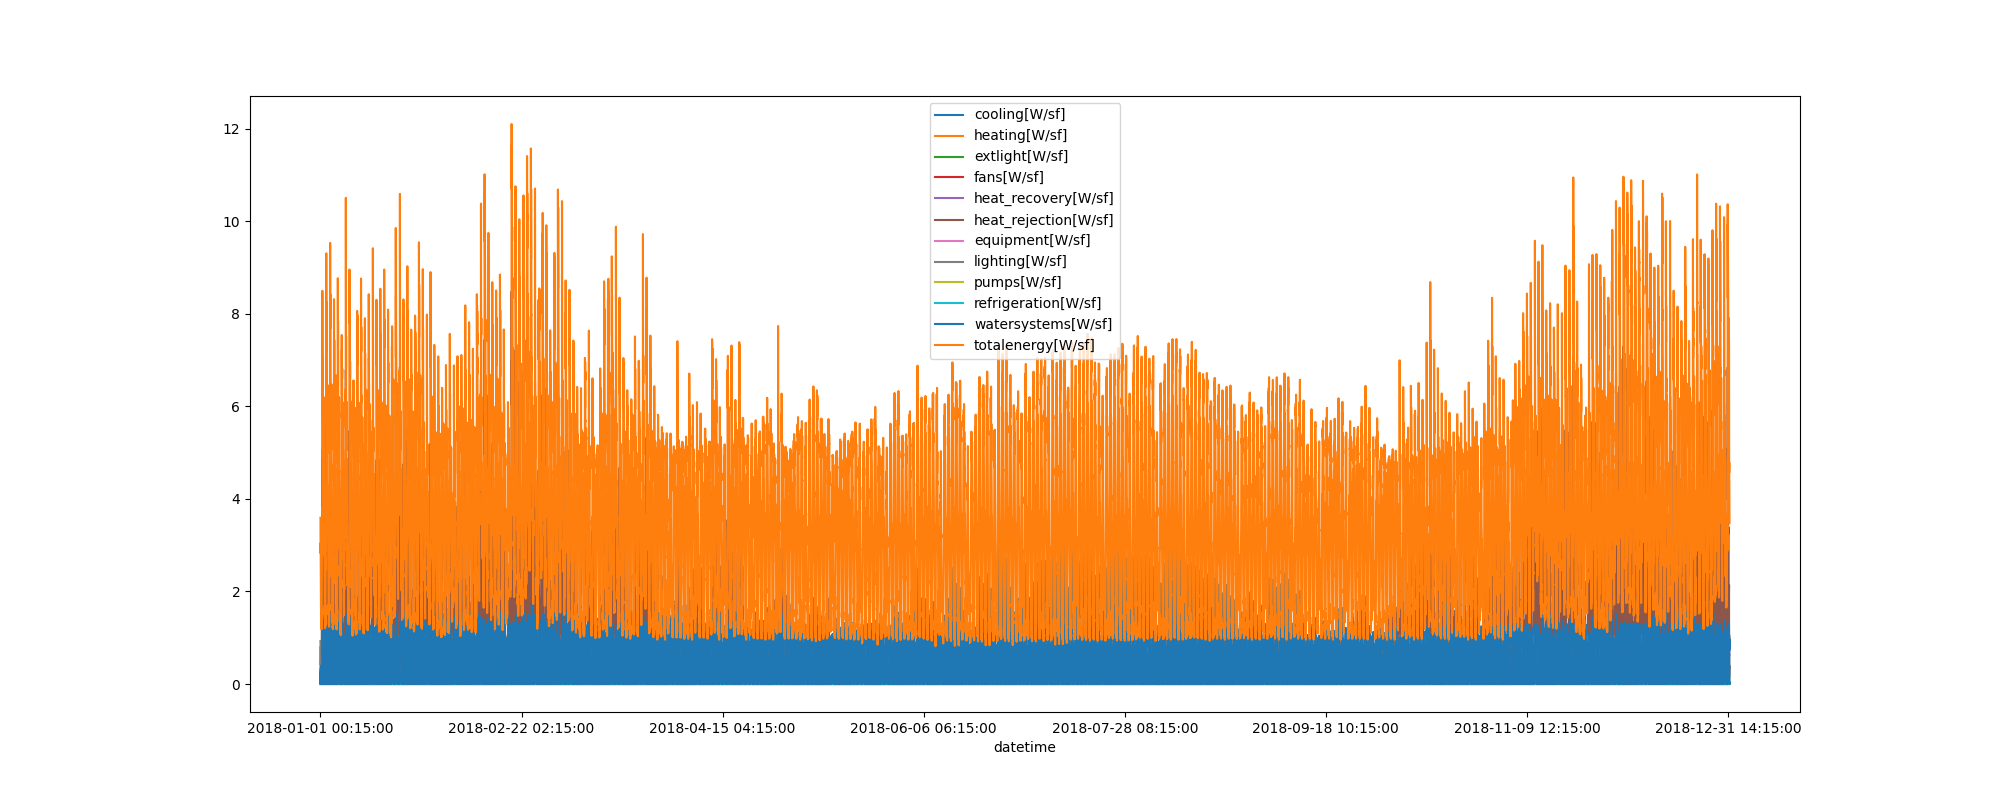 12
10
8
6
4
2
0
cooling[W/sf]
heating[W/sf]
extlight[W/sf]
fans[W/sf]
heat_recovery[W/sf]
heat_rejection[W/sf]
equipment[W/sf]
lighting[W/sf]
pumps[W/sf]
refrigeration[W/sf]
watersystems[W/sf]
totalenergy[W/sf]
2018-01-01 00:15:00 2018-02-22 02:15:00 2018-04-15 04:15:00 2018-06-06 06:15:00 2018-07-28 08:15:00 2018-09-18 10:15:00 2018-11-09 12:15:00 2018-12-31 14:15:00
datetime